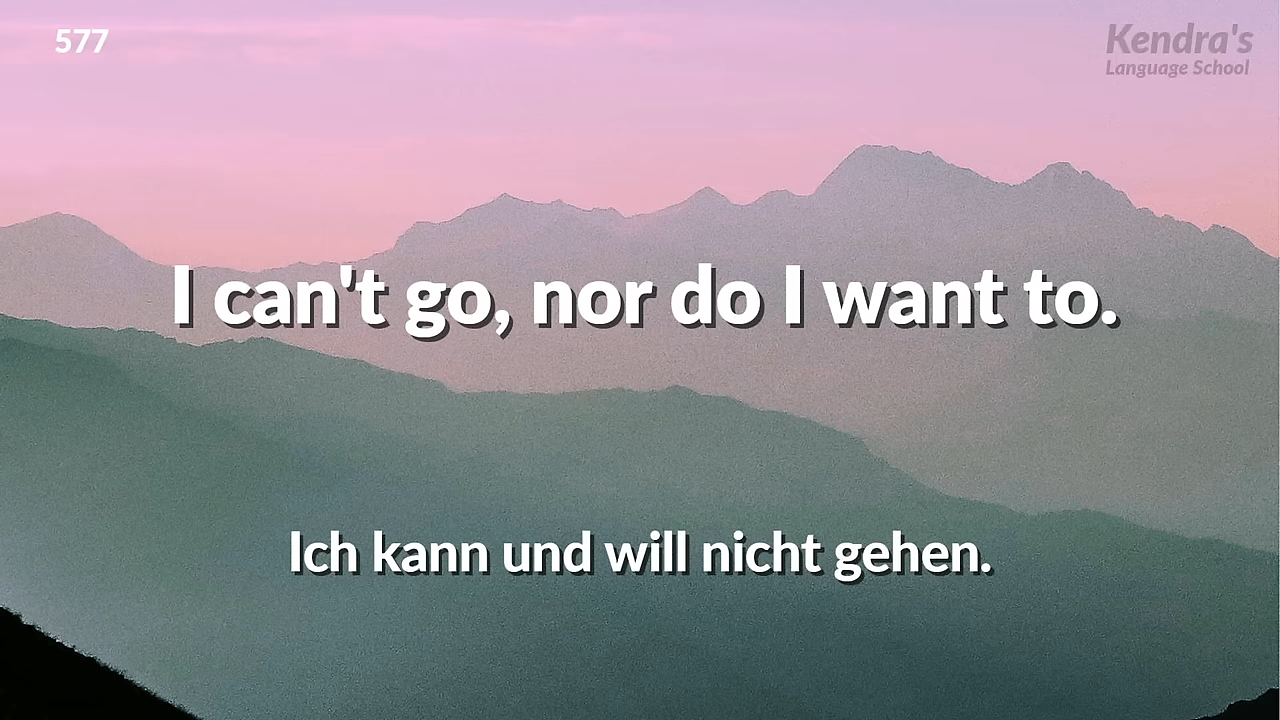 577
Kendra's
Language School
I can't go, nor do I want to.
Ich kann und will nicht gehen.